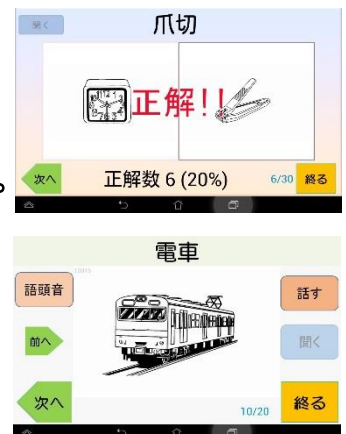 聞く
爪切
正解!!
次へ
正解数 6 (20%)
6/30
終る
電車
語頭音
話す
前へ
聞く
次へ
10/20
終る